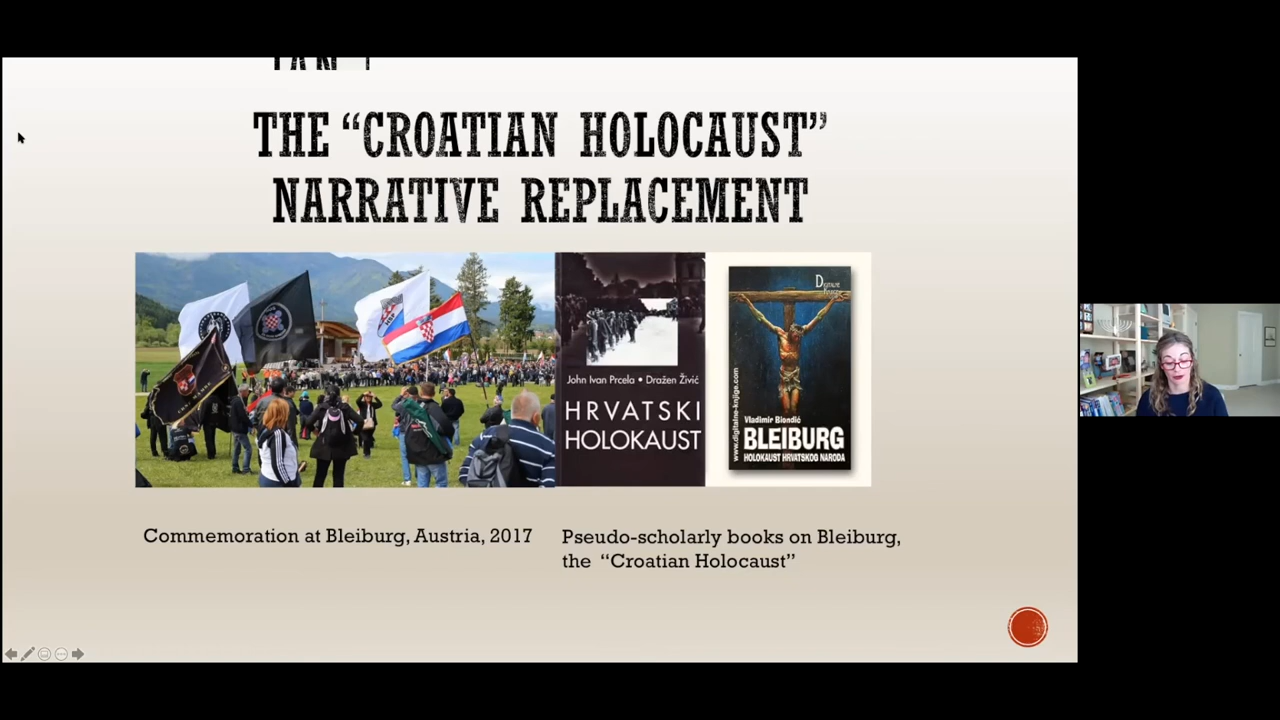 THE “CROATIAN HOLOCAUST”
NARRATIVE REPLACEMENT
John Ivan Prcela • Dražen Živić
HRVATSKI
HOLOKAUST
www.digitalne-knjige.com
Vladimir Biondić
BLEIBURG
HOLOKAUST HRVATSKOG NARODA
Commemoration at Bleiburg, Austria, 2017
Pseudo-scholarly books on Bleiburg,
the “Croatian Holocaust”